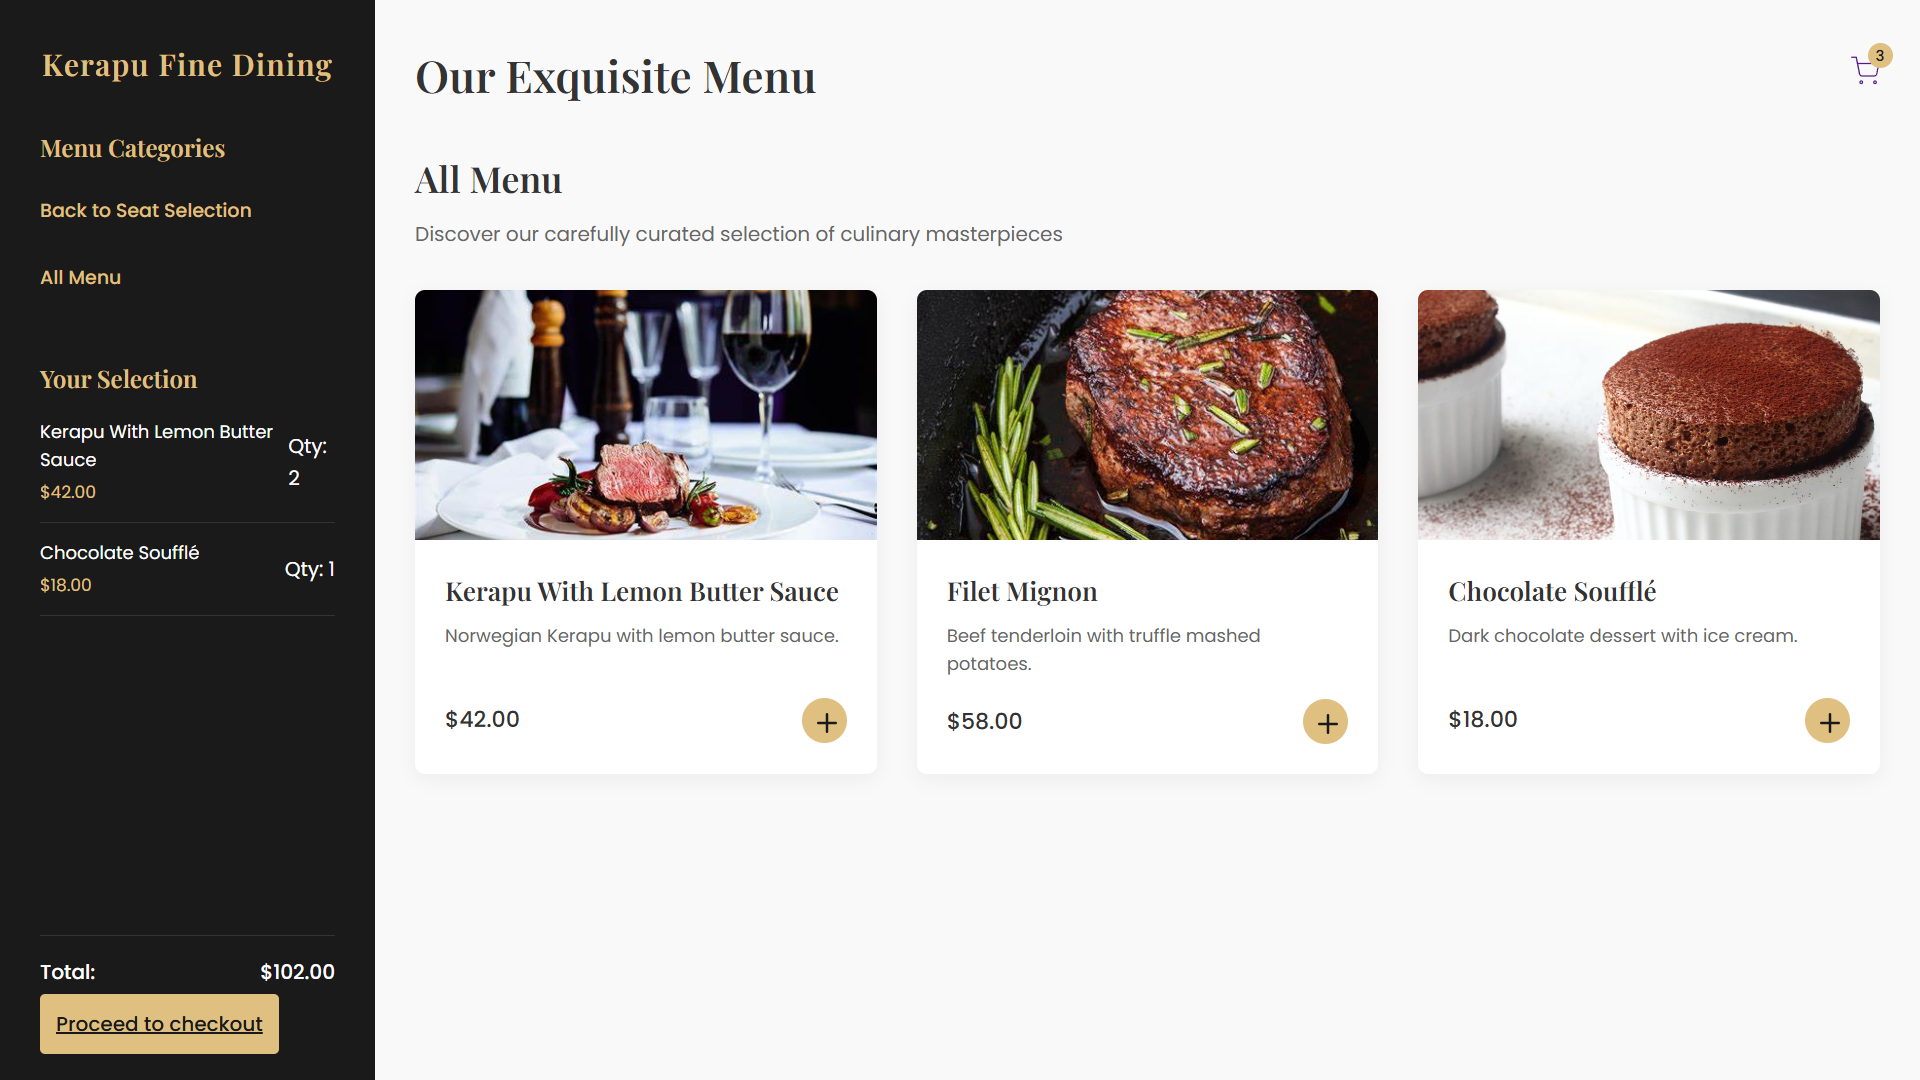 Kerapu Fine Dining
Menu Categories
Back to Seat Selection
All Menu
Your Selection
Kerapu With Lemon Butter
Sauce
$42.00
Qty:
2
Chocolate Soufflé
$18.00
Qty: 1
Total:
$102.00
Proceed to checkout
Our Exquisite Menu
3
All Menu
Discover our carefully curated selection of culinary masterpieces
Kerapu With Lemon Butter Sauce
Norwegian Kerapu with lemon butter sauce.
$42.00
+
Filet Mignon
Beef tenderloin with truffle mashed
potatoes.
$58.00
+
Chocolate Soufflé
Dark chocolate dessert with ice cream.
$18.00
+